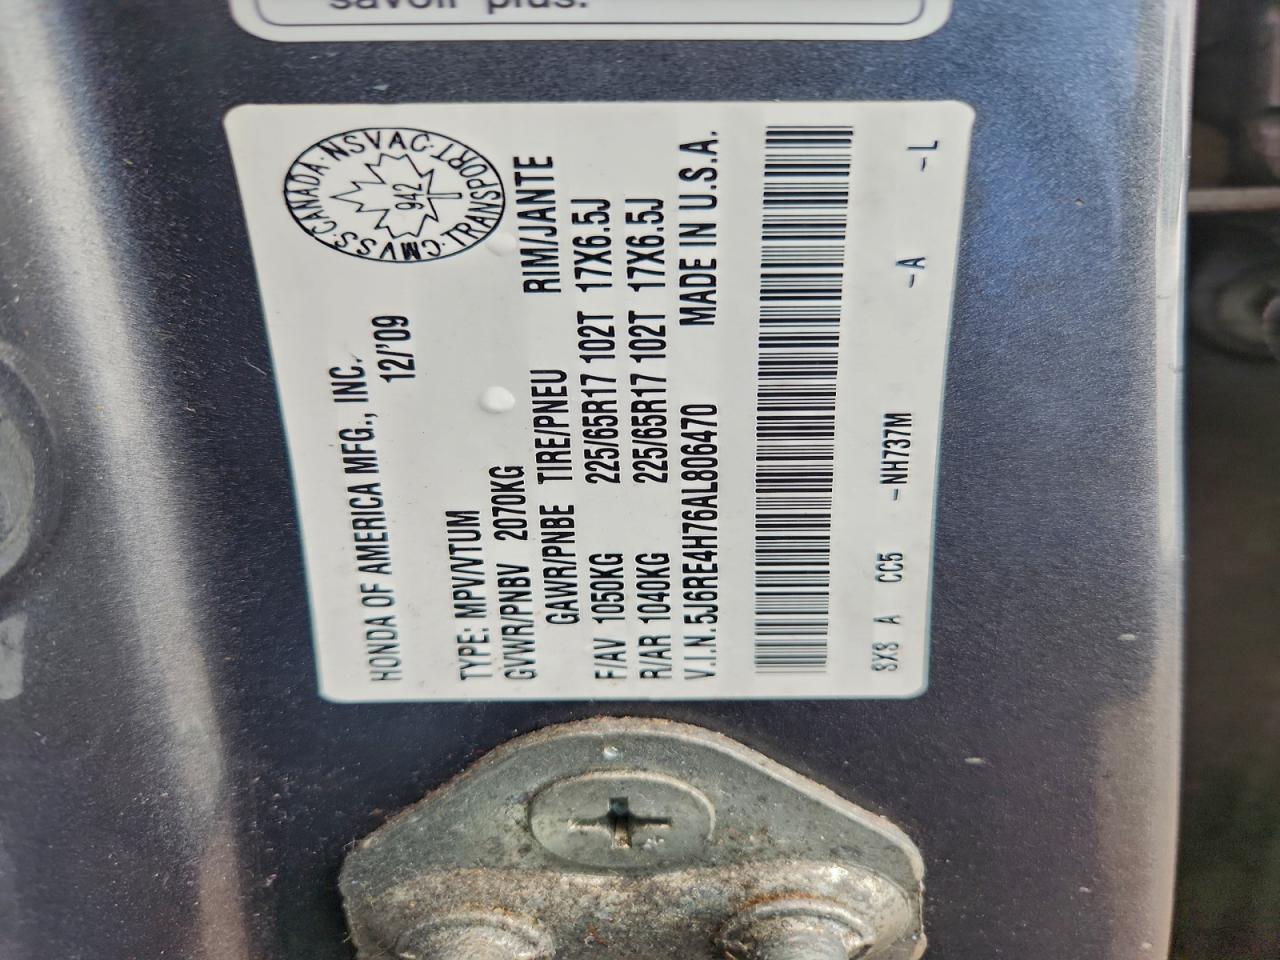 savoir plus.
CANADA · NSVAC · TRANSPORT · CMVSS ·
942
HONDA OF AMERICA MFG., INC.
12/'09
TYPE: MPV/VTUM
GVWR/PNBV 2070KG
GAWR/PNBE TIRE/PNEU RIM/JANTE
F/AV 1050KG 225/65R17 102T 17X6.5J
R/AR 1040KG 225/65R17 102T 17X6.5J
V.I.N. 5J6RE4H76AL806470 MADE IN U.S.A.
8X8 A CC5 -NH737M -A -L